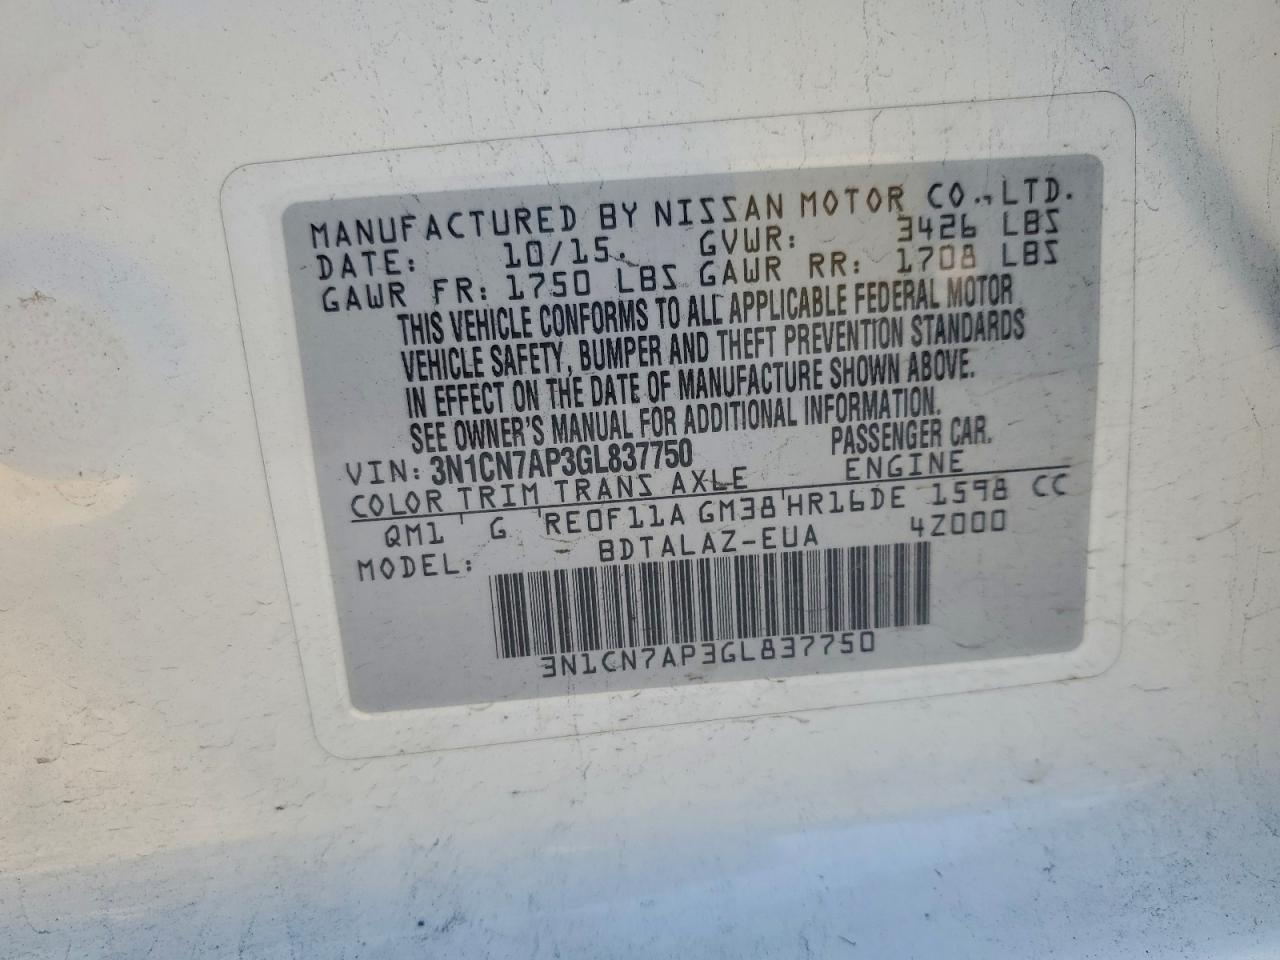 MANUFACTURED BY NISSAN MOTOR CO., LTD.
DATE: 10/15. GVWR: 3426 LBS
GAWR FR: 1750 LBS GAWR RR: 1708 LBS
THIS VEHICLE CONFORMS TO ALL APPLICABLE FEDERAL MOTOR
VEHICLE SAFETY, BUMPER AND THEFT PREVENTION STANDARDS
IN EFFECT ON THE DATE OF MANUFACTURE SHOWN ABOVE.
SEE OWNER'S MANUAL FOR ADDITIONAL INFORMATION.
VIN: 3N1CN7AP3GL837750 PASSENGER CAR.
COLOR TRIM TRANS AXLE ENGINE
QM1 ' G ' RE0F11A GM38 ' HR16DE 1598 CC
MODEL: BDTALAZ-EUA 4Z000
3N1CN7AP3GL837750